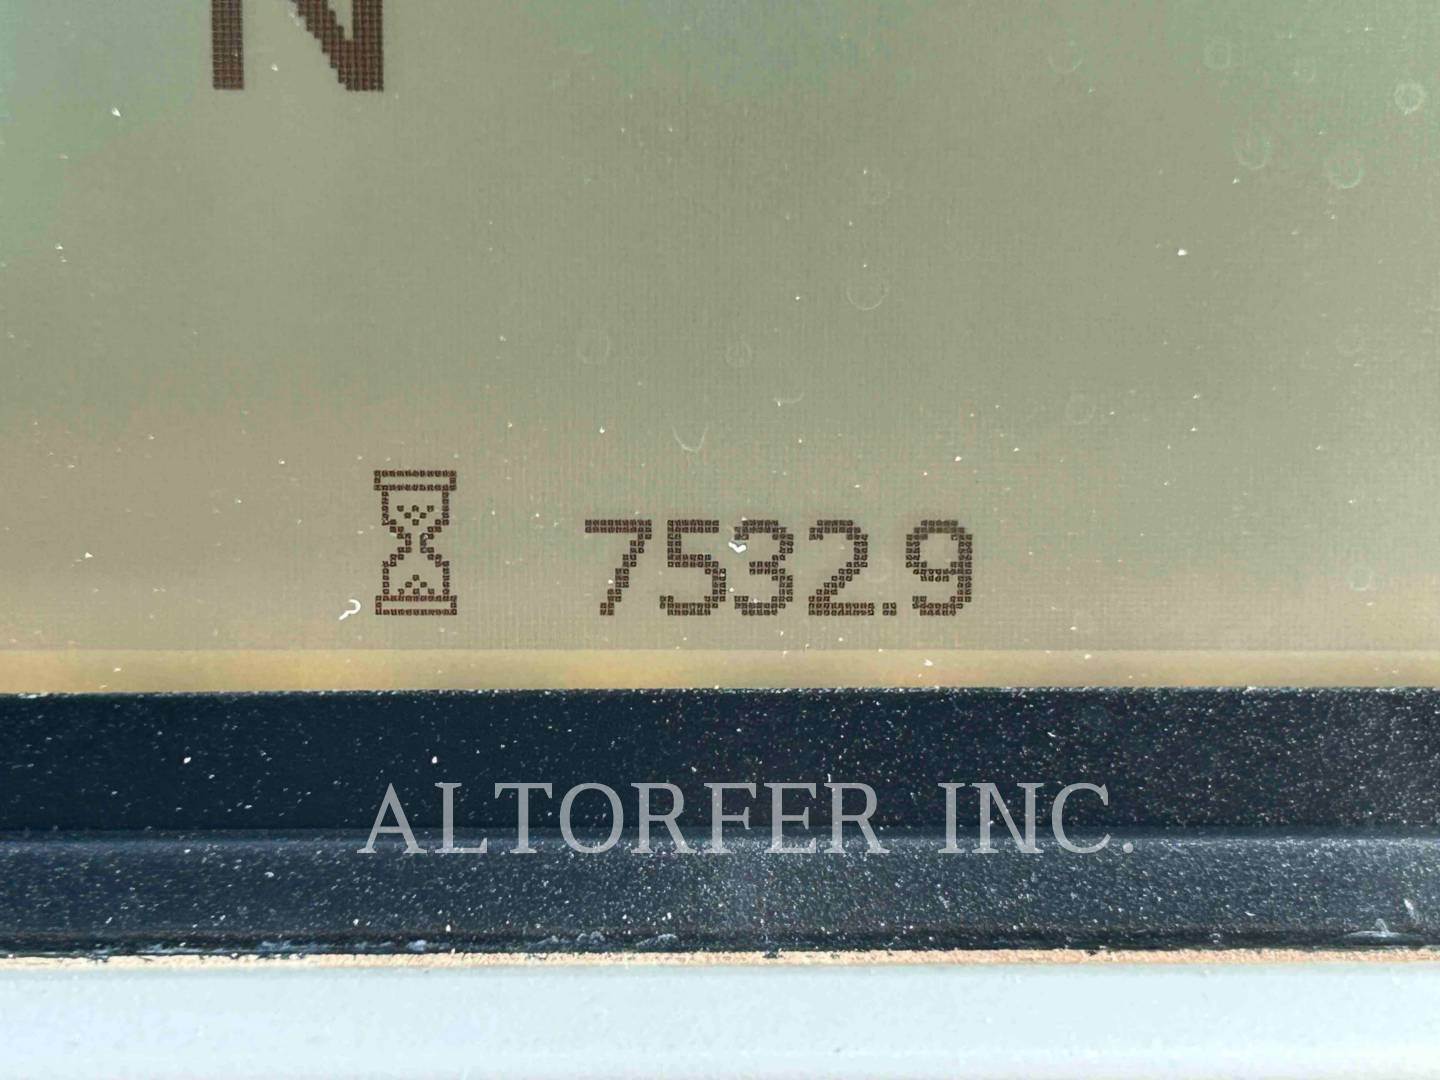 N
7532.9
ALTORFER INC.